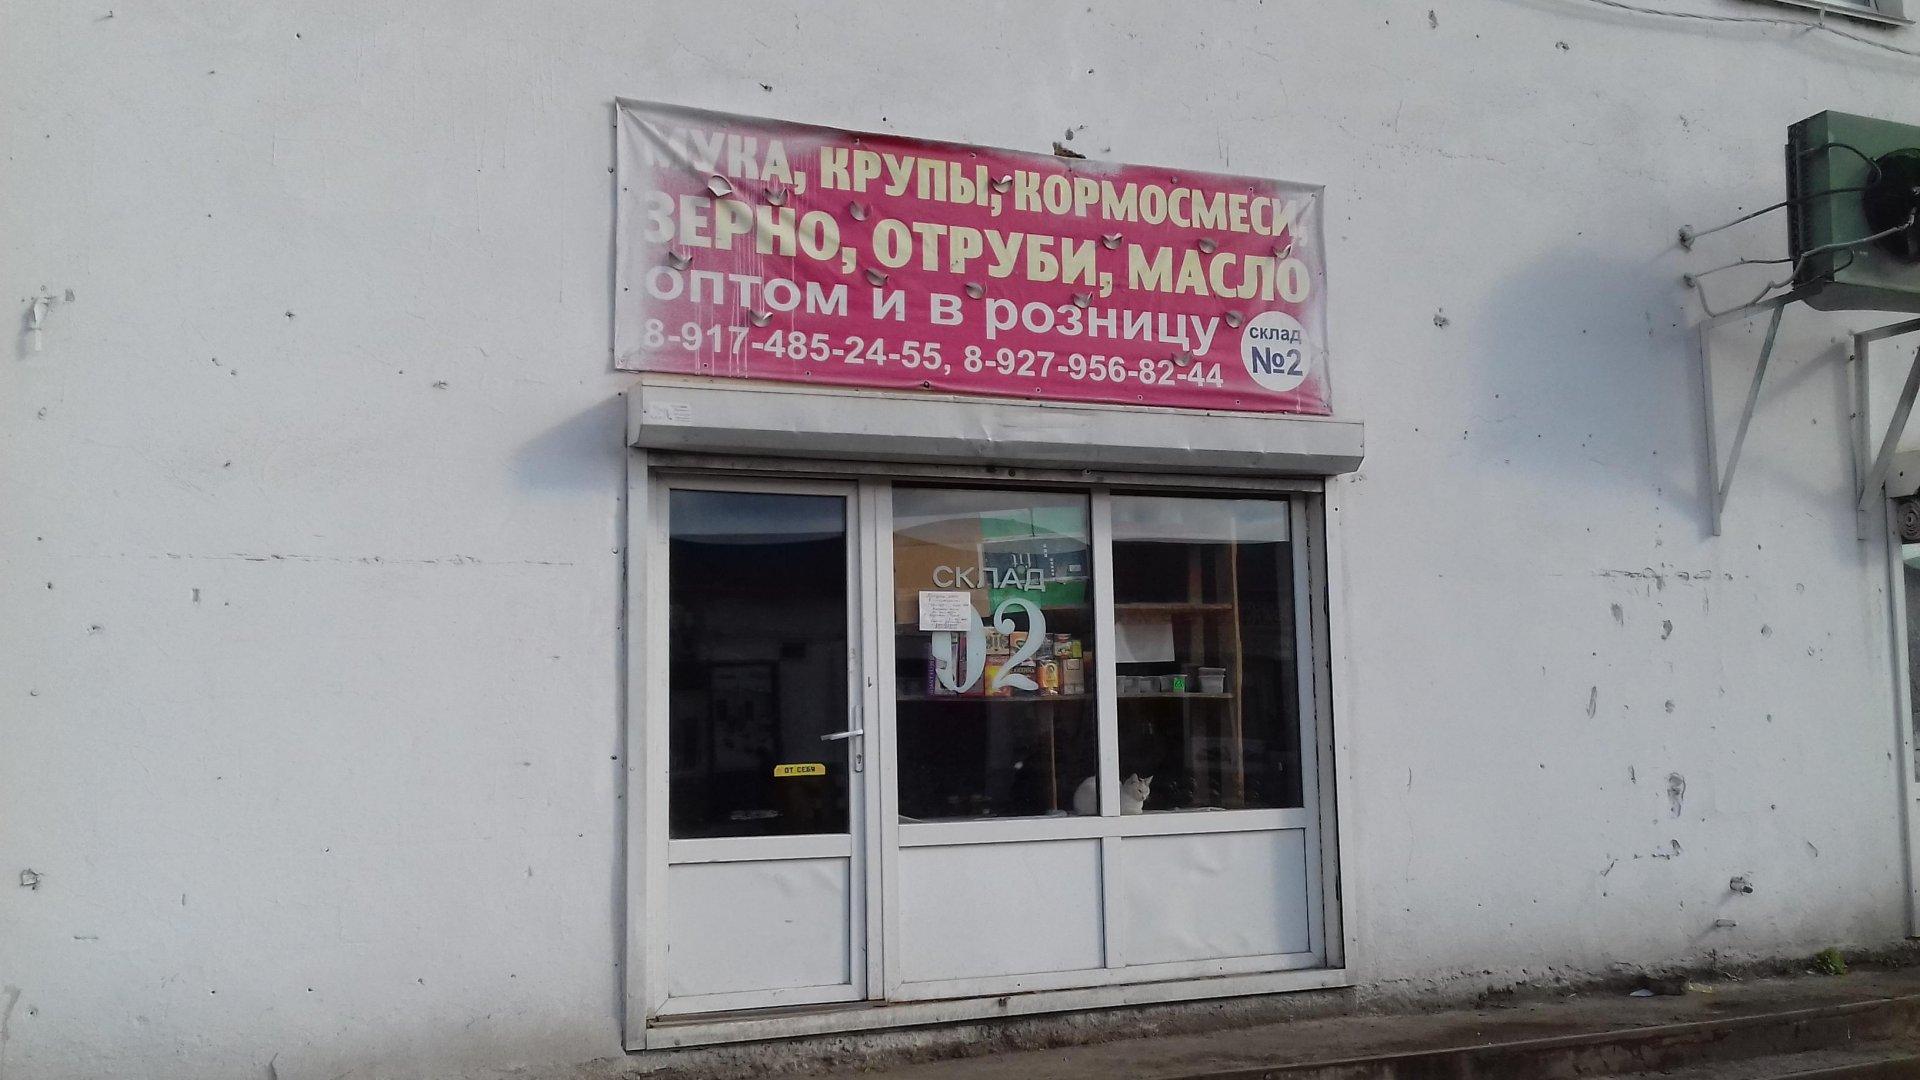 МУКА, КРУПЫ, КОРМОСМЕСИ,
ЗЕРНО, ОТРУБИ, МАСЛО
ОПТОМ И В РОЗНИЦУ
8-917-485-24-55, 8-927-956-82-44
склад
№2
СКЛАД
02
ОТ СЕБЯ